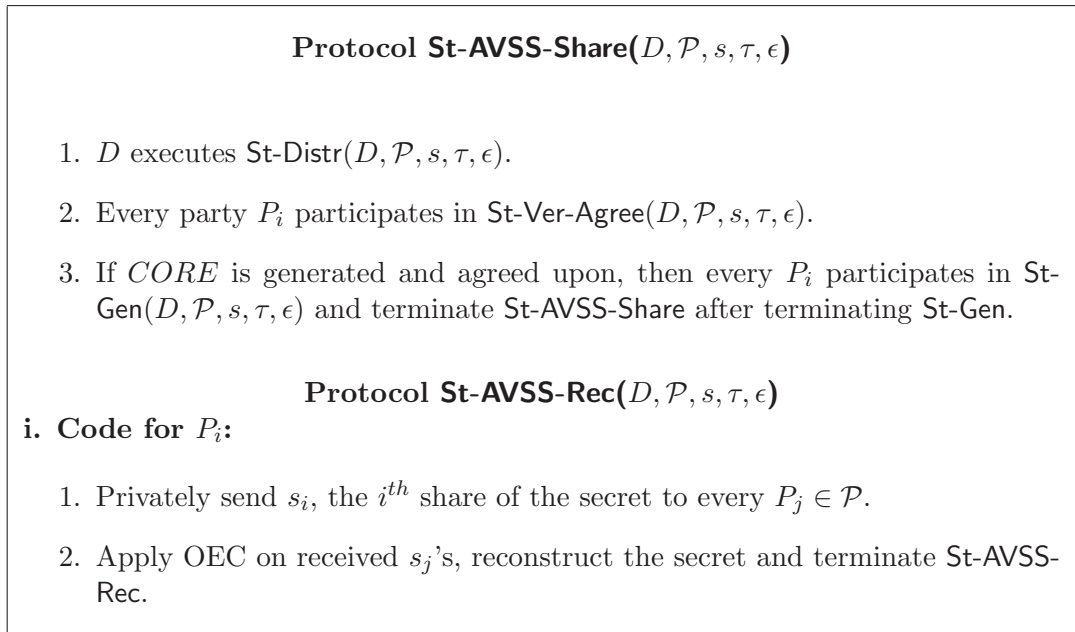 Protocol St-AVSS-Share(D, P, s, τ, ϵ)
1. D executes St-Distr(D, P, s, τ, ϵ).
2. Every party P_i participates in St-Ver-Agree(D, P, s, τ, ϵ).
3. If CORE is generated and agreed upon, then every P_i participates in St-
Gen(D, P, s, τ, ϵ) and terminate St-AVSS-Share after terminating St-Gen.
Protocol St-AVSS-Rec(D, P, s, τ, ϵ)
i. Code for P_i:
1. Privately send s_i, the i^th share of the secret to every P_j ∈ P.
2. Apply OEC on received s_j's, reconstruct the secret and terminate St-AVSS-
Rec.